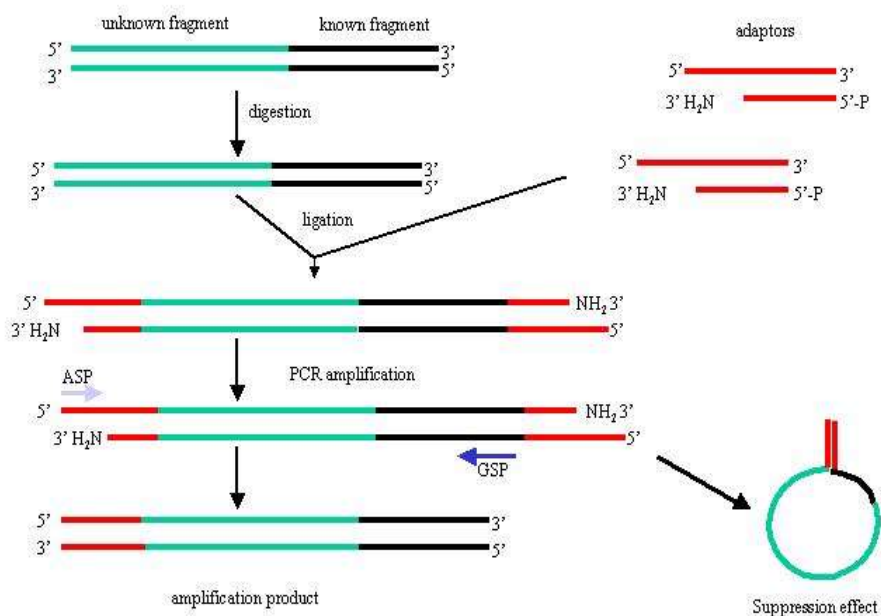 unknown fragment
known fragment
5’
3’
3’
5’
adaptors
5’
3’
3’ H2N
5’-P
digestion
5’
3’
3’
5’
5’
3’
3’ H2N
5’-P
ligation
5’
NH2 3’
3’ H2N
5’
ASP
PCR amplification
5’
NH2 3’
3’ H2N
5’
GSP
5’
3’
3’
5’
amplification product
Suppression effect